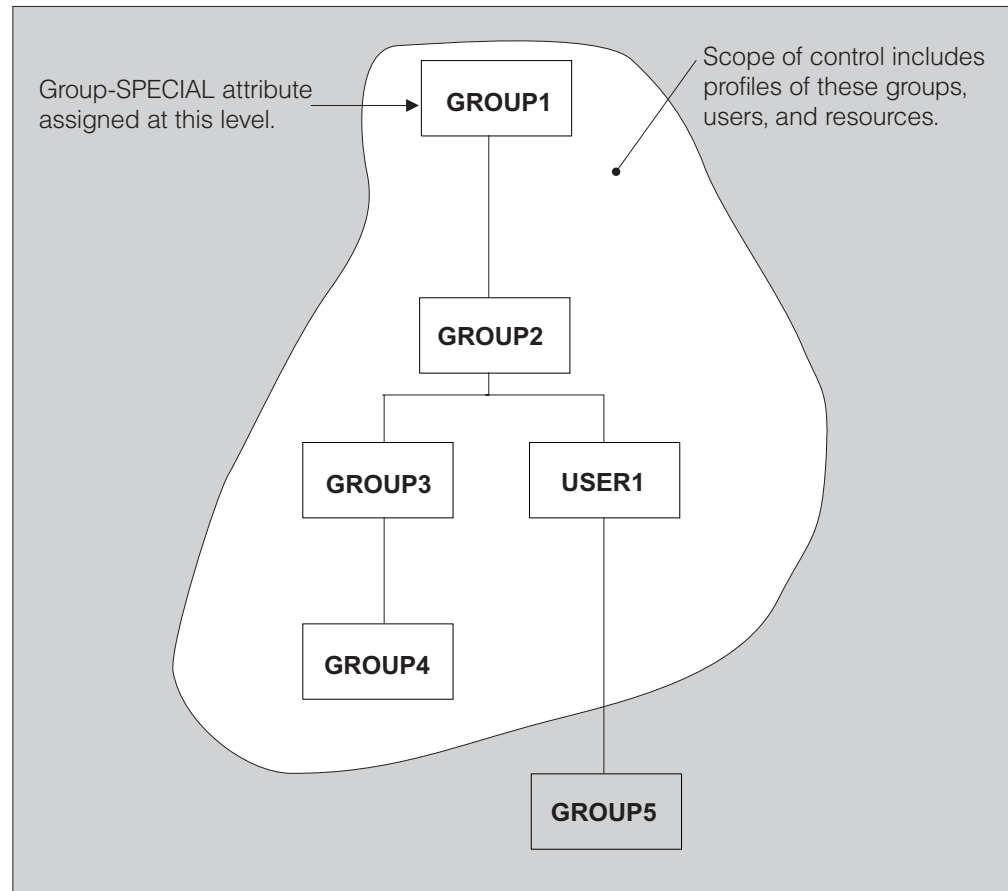 Group-SPECIAL attribute
assigned at this level.
GROUP1
Scope of control includes
profiles of these groups,
users, and resources.
GROUP2
GROUP3
USER1
GROUP4
GROUP5